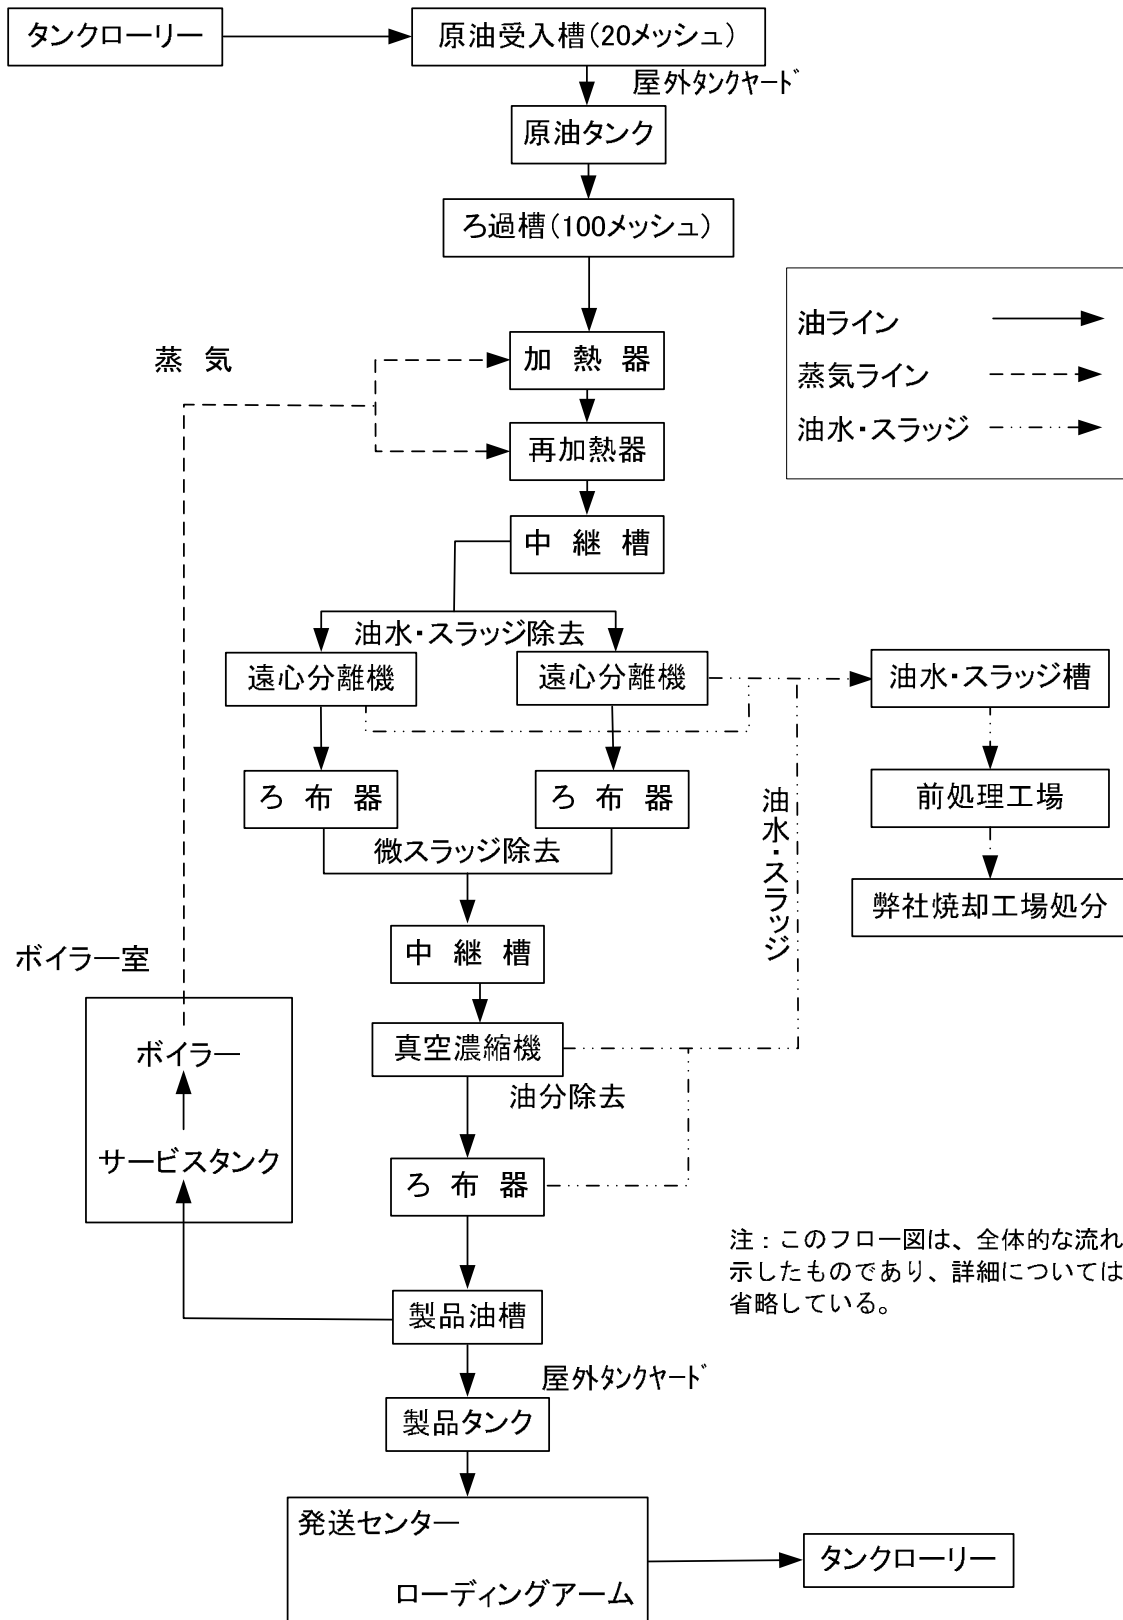 タンクローリー
原油受入槽(20メッシュ)
屋外ﾀﾝｸﾔｰﾄﾞ
原油タンク
ろ過槽(100メッシュ)
油ライン
蒸気ライン
油水・スラッジ
蒸 気
加 熱 器
再加熱器
中 継 槽
油水・スラッジ除去
遠心分離機
遠心分離機
油水・スラッジ槽
ろ 布 器
ろ 布 器
前処理工場
油水・スラッジ
微スラッジ除去
弊社焼却工場処分
中 継 槽
ボイラー室
真空濃縮機
ボイラー
油分除去
サービスタンク
ろ 布 器
注：このフロー図は、全体的な流れ
示したものであり、詳細については
省略している。
製品油槽
屋外ﾀﾝｸﾔｰﾄﾞ
製品タンク
発送センター
ローディングアーム
タンクローリー